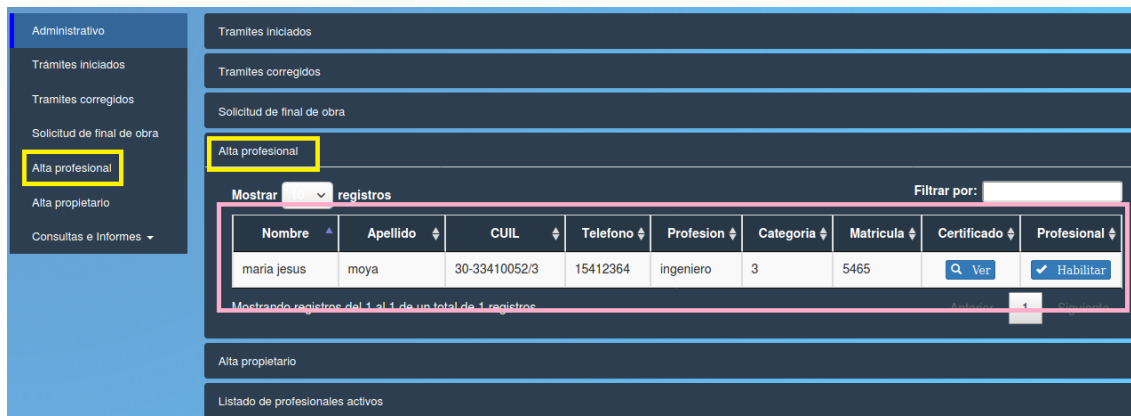 Administrativo
Trámites iniciados
Tramites corregidos
Solicitud de final de obra
Alta profesional
Alta propietario
Consultas e Informes
Tramites iniciados
Tramites corregidos
Solicitud de final de obra
Alta profesional
Mostrar 10 registros
Filtrar por:
Nombre Apellido CUIL Telefono Profesion Categoria Matricula Certificado Profesional
maria jesus moya 30-33410052/3 15412364 ingeniero 3 5465 Ver Habilitar
Mostrando registros del 1 al 1 de un total de 1 registros
Anterior 1 Siguiente
Alta propietario
Listado de profesionales activos